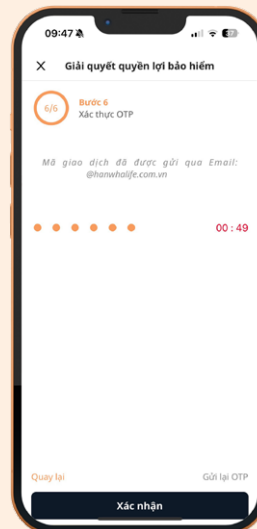 09:47
37
Giải quyết quyền lợi bảo hiểm
6/6
Bước 6
Xác thực OTP
Mã giao dịch đã được gửi qua Email:
@hanwhalife.com.vn
00 : 49
Quay lại
Gửi lại OTP
Xác nhận